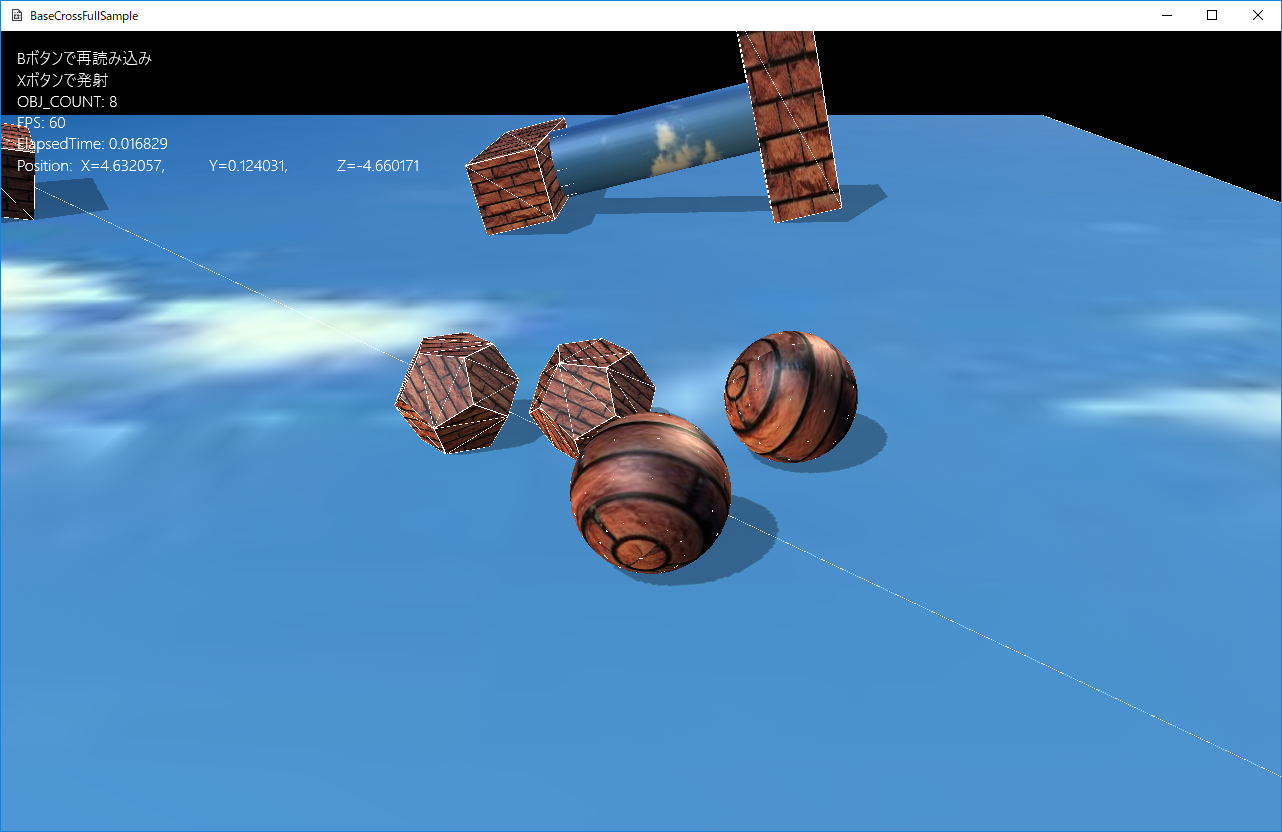 BaseCrossFullSample
Bボタンで再読み込み
Xボタンで発射
OBJ_COUNT: 8
FPS: 60
ElapsedTime: 0.016829
Position: X=4.632057, Y=0.124031, Z=-4.660171